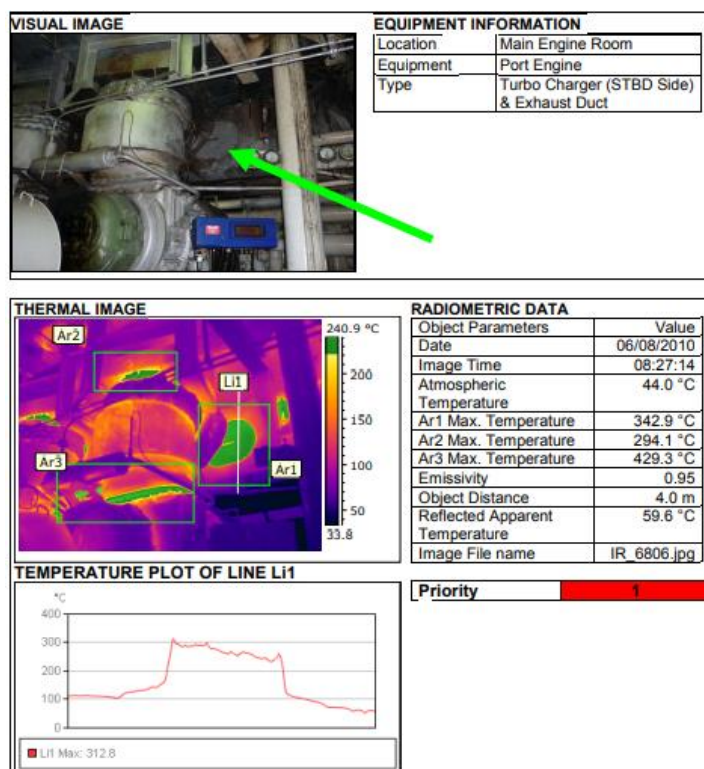 VISUAL IMAGE
EQUIPMENT INFORMATION
Location Main Engine Room
Equipment Port Engine
Type Turbo Charger (STBD Side)
& Exhaust Duct
THERMAL IMAGE
Ar2
Li1
Ar3
Ar1
240.9 °C
200
150
100
50
33.8
RADIOMETRIC DATA
Object Parameters Value
Date 06/08/2010
Image Time 08:27:14
Atmospheric 44.0 °C
Temperature
Ar1 Max. Temperature 342.9 °C
Ar2 Max. Temperature 294.1 °C
Ar3 Max. Temperature 429.3 °C
Emissivity 0.95
Object Distance 4.0 m
Reflected Apparent 59.6 °C
Temperature
Image File name IR_6806.jpg
Priority 1
TEMPERATURE PLOT OF LINE Li1
°C
400
300
200
100
0
Li1 Max: 312.8